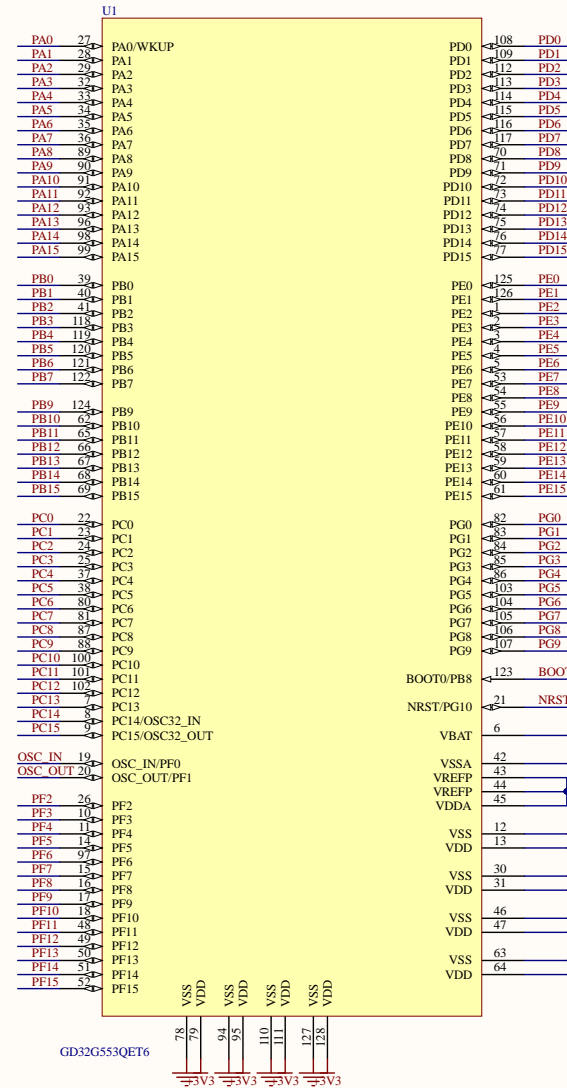 U1
PA0 27 PA0/WKUP PD0 108 PD0
PA1 28 PA1 PD1 109 PD1
PA2 29 PA2 PD2 112 PD2
PA3 32 PA3 PD3 113 PD3
PA4 33 PA4 PD4 114 PD4
PA5 34 PA5 PD5 115 PD5
PA6 35 PA6 PD6 116 PD6
PA7 36 PA7 PD7 117 PD7
PA8 89 PA8 PD8 70 PD8
PA9 90 PA9 PD9 71 PD9
PA10 91 PA10 PD10 72 PD10
PA11 92 PA11 PD11 73 PD11
PA12 93 PA12 PD12 74 PD12
PA13 96 PA13 PD13 75 PD13
PA14 98 PA14 PD14 76 PD14
PA15 99 PA15 PD15 77 PD15
PB0 39 PB0 PE0 125 PE0
PB1 40 PB1 PE1 126 PE1
PB2 41 PB2 PE2 1 PE2
PB3 118 PB3 PE3 2 PE3
PB4 119 PB4 PE4 3 PE4
PB5 120 PB5 PE5 4 PE5
PB6 121 PB6 PE6 5 PE6
PB7 122 PB7 PE7 53 PE7
PE8 54 PE8
PB9 124 PB9 PE9 55 PE9
PB10 62 PB10 PE10 56 PE10
PB11 65 PB11 PE11 57 PE11
PB12 66 PB12 PE12 58 PE12
PB13 67 PB13 PE13 59 PE13
PB14 68 PB14 PE14 60 PE14
PB15 69 PB15 PE15 61 PE15
PC0 22 PC0 PG0 82 PG0
PC1 23 PC1 PG1 83 PG1
PC2 24 PC2 PG2 84 PG2
PC3 25 PC3 PG3 85 PG3
PC4 37 PC4 PG4 86 PG4
PC5 38 PC5 PG5 103 PG5
PC6 80 PC6 PG6 104 PG6
PC7 81 PC7 PG7 105 PG7
PC8 87 PC8 PG8 106 PG8
PC9 88 PC9 PG9 107 PG9
PC10 100 PC10
PC11 101 PC11 BOOT0/PB8 123 BOOT
PC12 102 PC12
PC13 7 PC13 NRST/PG10 21 NRST
PC14 8 PC14/OSC32_IN
PC15 9 PC15/OSC32_OUT VBAT 6
OSC_IN 19 OSC_IN/PF0 VSSA 42
OSC_OUT 20 OSC_OUT/PF1 VREFP 43
VREFP 44
PF2 26 PF2 VDDA 45
PF3 10 PF3
PF4 11 PF4 VSS 12
PF5 14 PF5 VDD 13
PF6 97 PF6
PF7 15 PF7 VSS 30
PF8 16 PF8 VDD 31
PF9 17 PF9
PF10 18 PF10 VSS 46
PF11 48 PF11 VDD 47
PF12 49 PF12
PF13 50 PF13 VSS 63
PF14 51 PF14 VDD 64
PF15 52 PF15
VSS VDD VSS VDD VSS VDD VSS VDD
78 79 94 95 110 111 127 128
GD32G553QET6
+3V3 +3V3 +3V3 +3V3